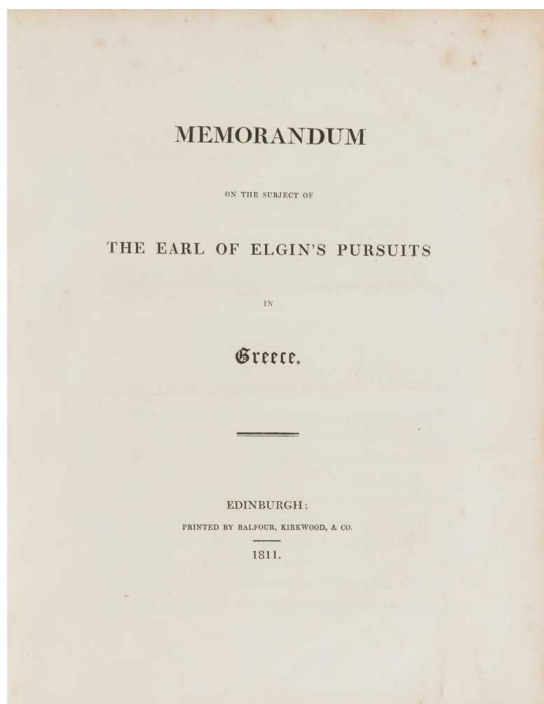 MEMORANDUM
ON THE SUBJECT OF
THE EARL OF ELGIN'S PURSUITS
IN
Greece.
EDINBURGH:
PRINTED BY BALFOUR, KIRKWOOD, & CO.
1811.